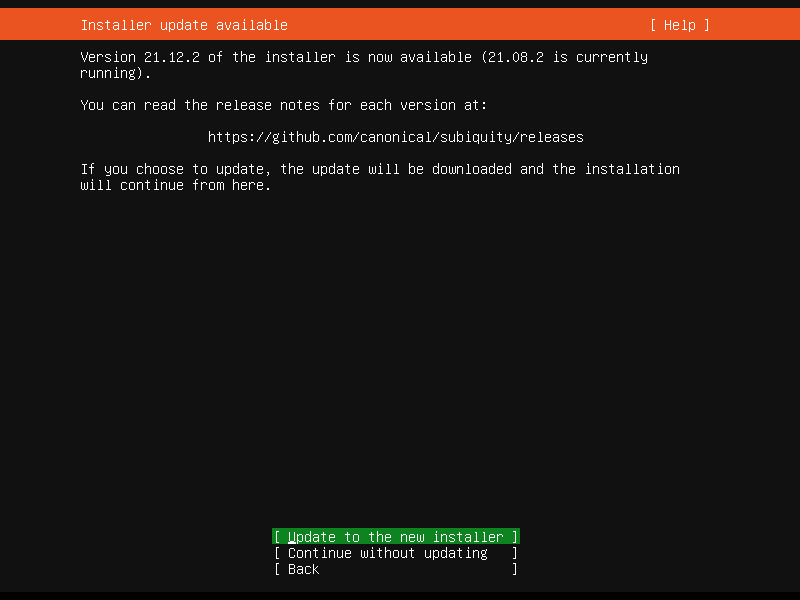 Installer update available [ Help ]
Version 21.12.2 of the installer is now available (21.08.2 is currently
running).
You can read the release notes for each version at:
https://github.com/canonical/subiquity/releases
If you choose to update, the update will be downloaded and the installation
will continue from here.
[ Update to the new installer ]
[ Continue without updating ]
[ Back ]